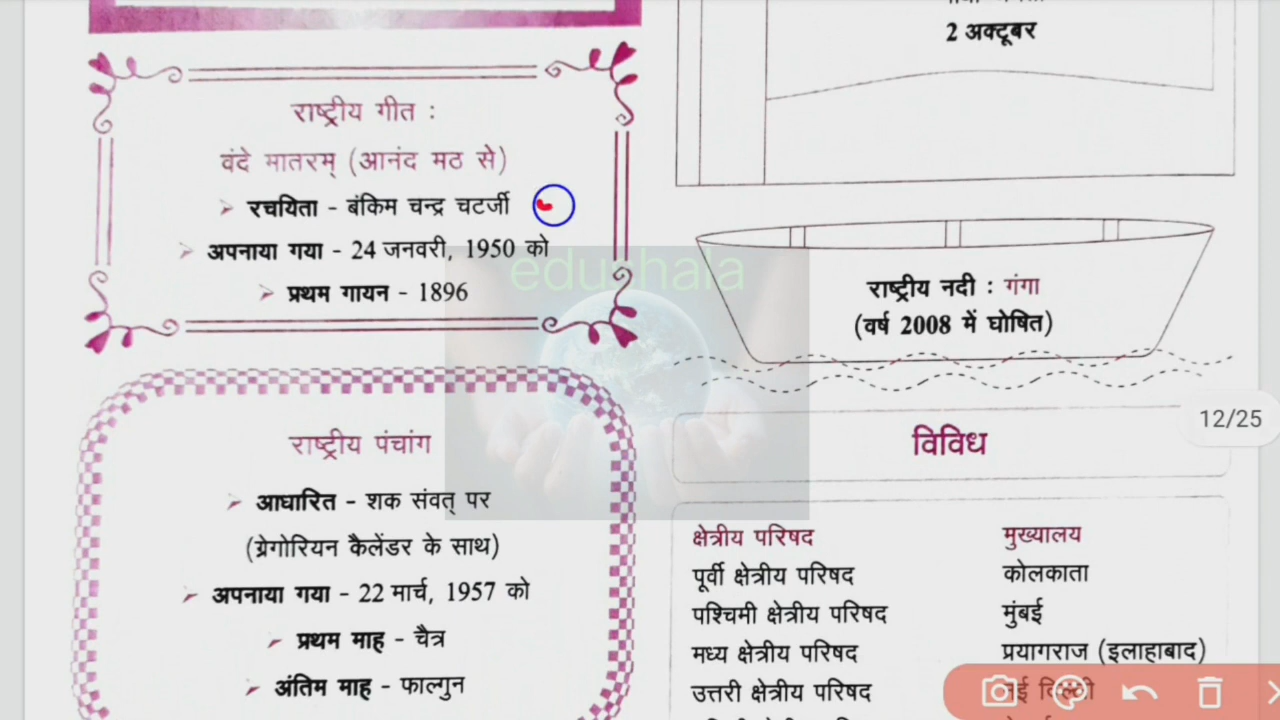 राष्ट्रीय गीत :
वंदे मातरम् (आनंद मठ से)
➢ रचयिता - बंकिम चन्द्र चटर्जी
➢ अपनाया गया - 24 जनवरी, 1950 को
➢ प्रथम गायन - 1896
राष्ट्रीय पंचांग
➢ आधारित - शक संवत् पर
(ग्रेगोरियन कैलेंडर के साथ)
➢ अपनाया गया - 22 मार्च, 1957 को
➢ प्रथम माह - चैत्र
➢ अंतिम माह - फाल्गुन
2 अक्टूबर
राष्ट्रीय नदी : गंगा
(वर्ष 2008 में घोषित)
edushala
12/25
विविध
क्षेत्रीय परिषद मुख्यालय
पूर्वी क्षेत्रीय परिषद कोलकाता
पश्चिमी क्षेत्रीय परिषद मुंबई
मध्य क्षेत्रीय परिषद प्रयागराज (इलाहाबाद)
उत्तरी क्षेत्रीय परिषद नई दिल्ली